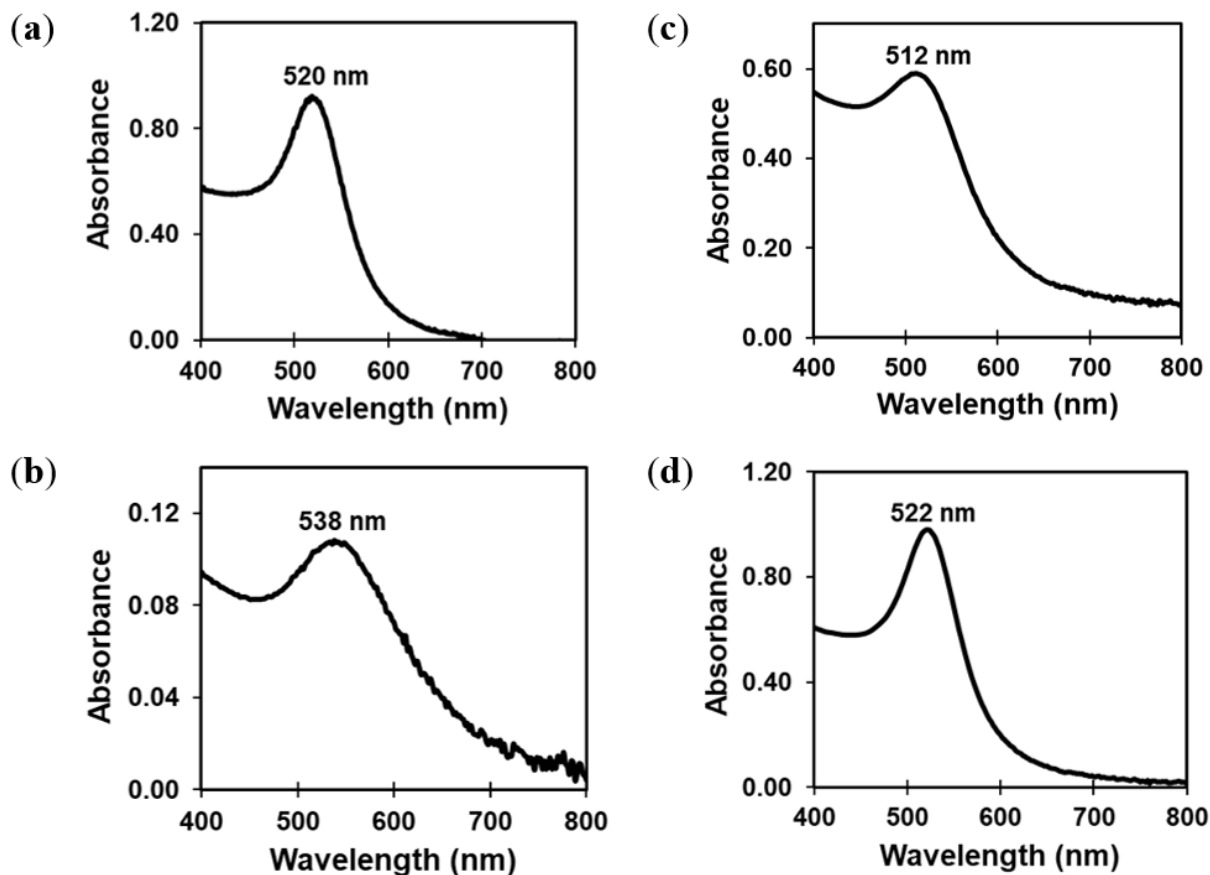 (a)
1.20
0.80
0.40
0.00
Absorbance
520 nm
400 500 600 700 800
Wavelength (nm)
(b)
0.12
0.08
0.04
0.00
Absorbance
538 nm
400 500 600 700 800
Wavelength (nm)
(c)
0.60
0.40
0.20
0.00
Absorbance
512 nm
400 500 600 700 800
Wavelength (nm)
(d)
1.20
0.80
0.40
0.00
Absorbance
522 nm
400 500 600 700 800
Wavelength (nm)